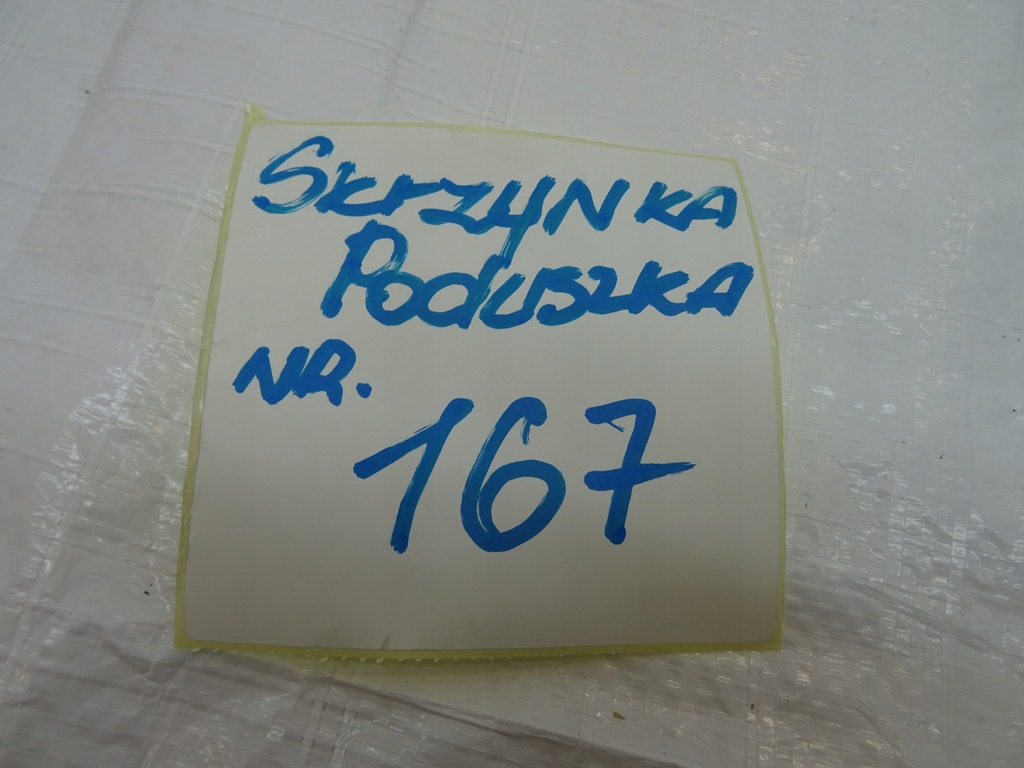 SKrZYNKA
PodUSZKA
NR.
167